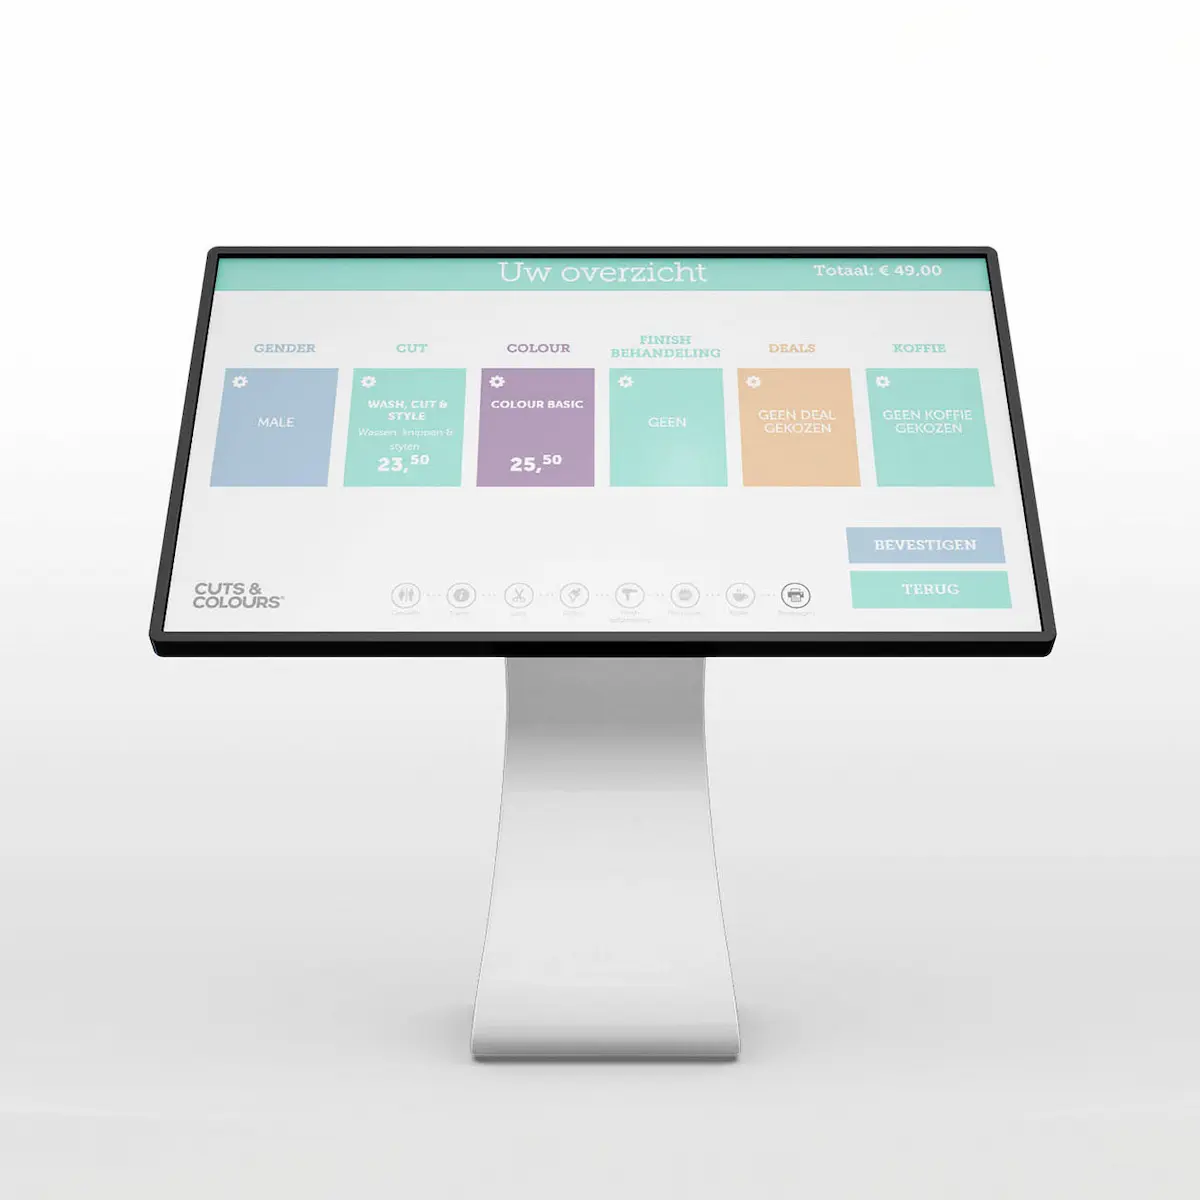 Uw overzicht
Totaal: € 49,00
GENDER
CUT
COLOUR
FINISH
BEHANDELING
DEALS
KOFFIE
MALE
WASH, CUT &
STYLE
Wassen, knippen &
stylen
23,50
COLOUR BASIC
25,50
GEEN
GEEN DEAL
GEKOZEN
GEEN KOFFIE
GEKOZEN
BEVESTIGEN
TERUG
CUTS &
COLOURS®